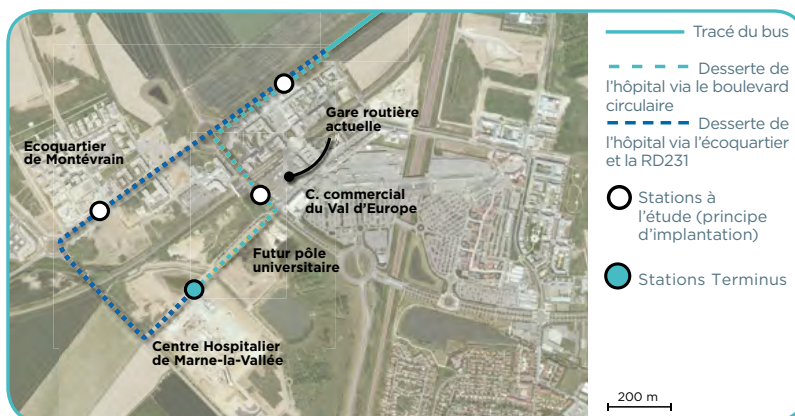 Ecoquartier
de Montévrain
Gare routière
actuelle
C. commercial
du Val d'Europe
Futur pôle
universitaire
Centre Hospitalier
de Marne-la-Vallée
Tracé du bus
Desserte de
l'hôpital via le boulevard
circulaire
Desserte de
l'hôpital via l'écoquartier
et la RD231
Stations à
l'étude (principe
d'implantation)
Stations Terminus
200 m